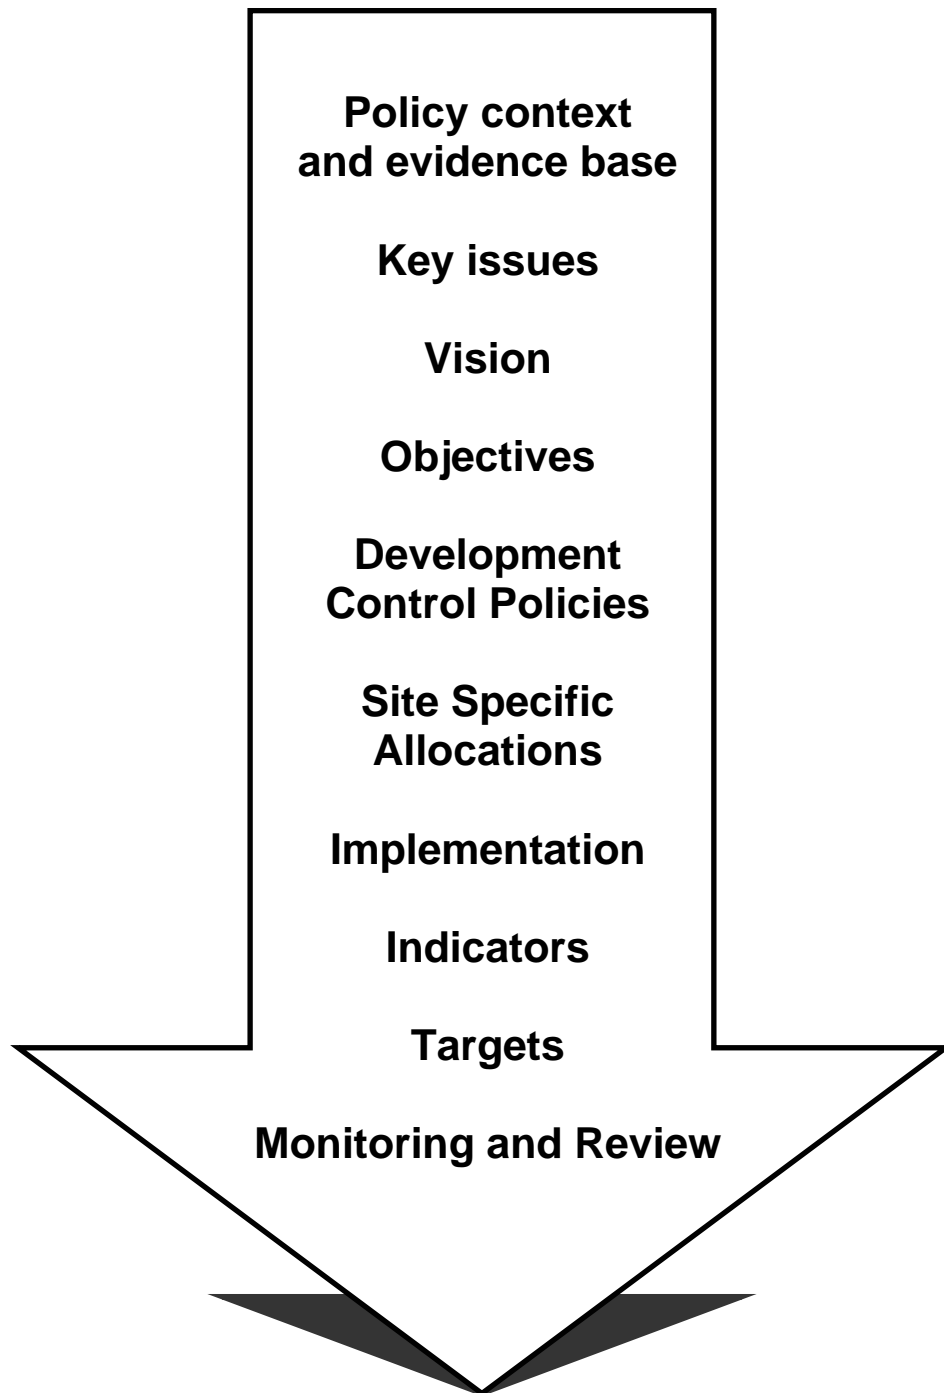 Policy context
and evidence base
Key issues
Vision
Objectives
Development
Control Policies
Site Specific
Allocations
Implementation
Indicators
Targets
Monitoring and Review